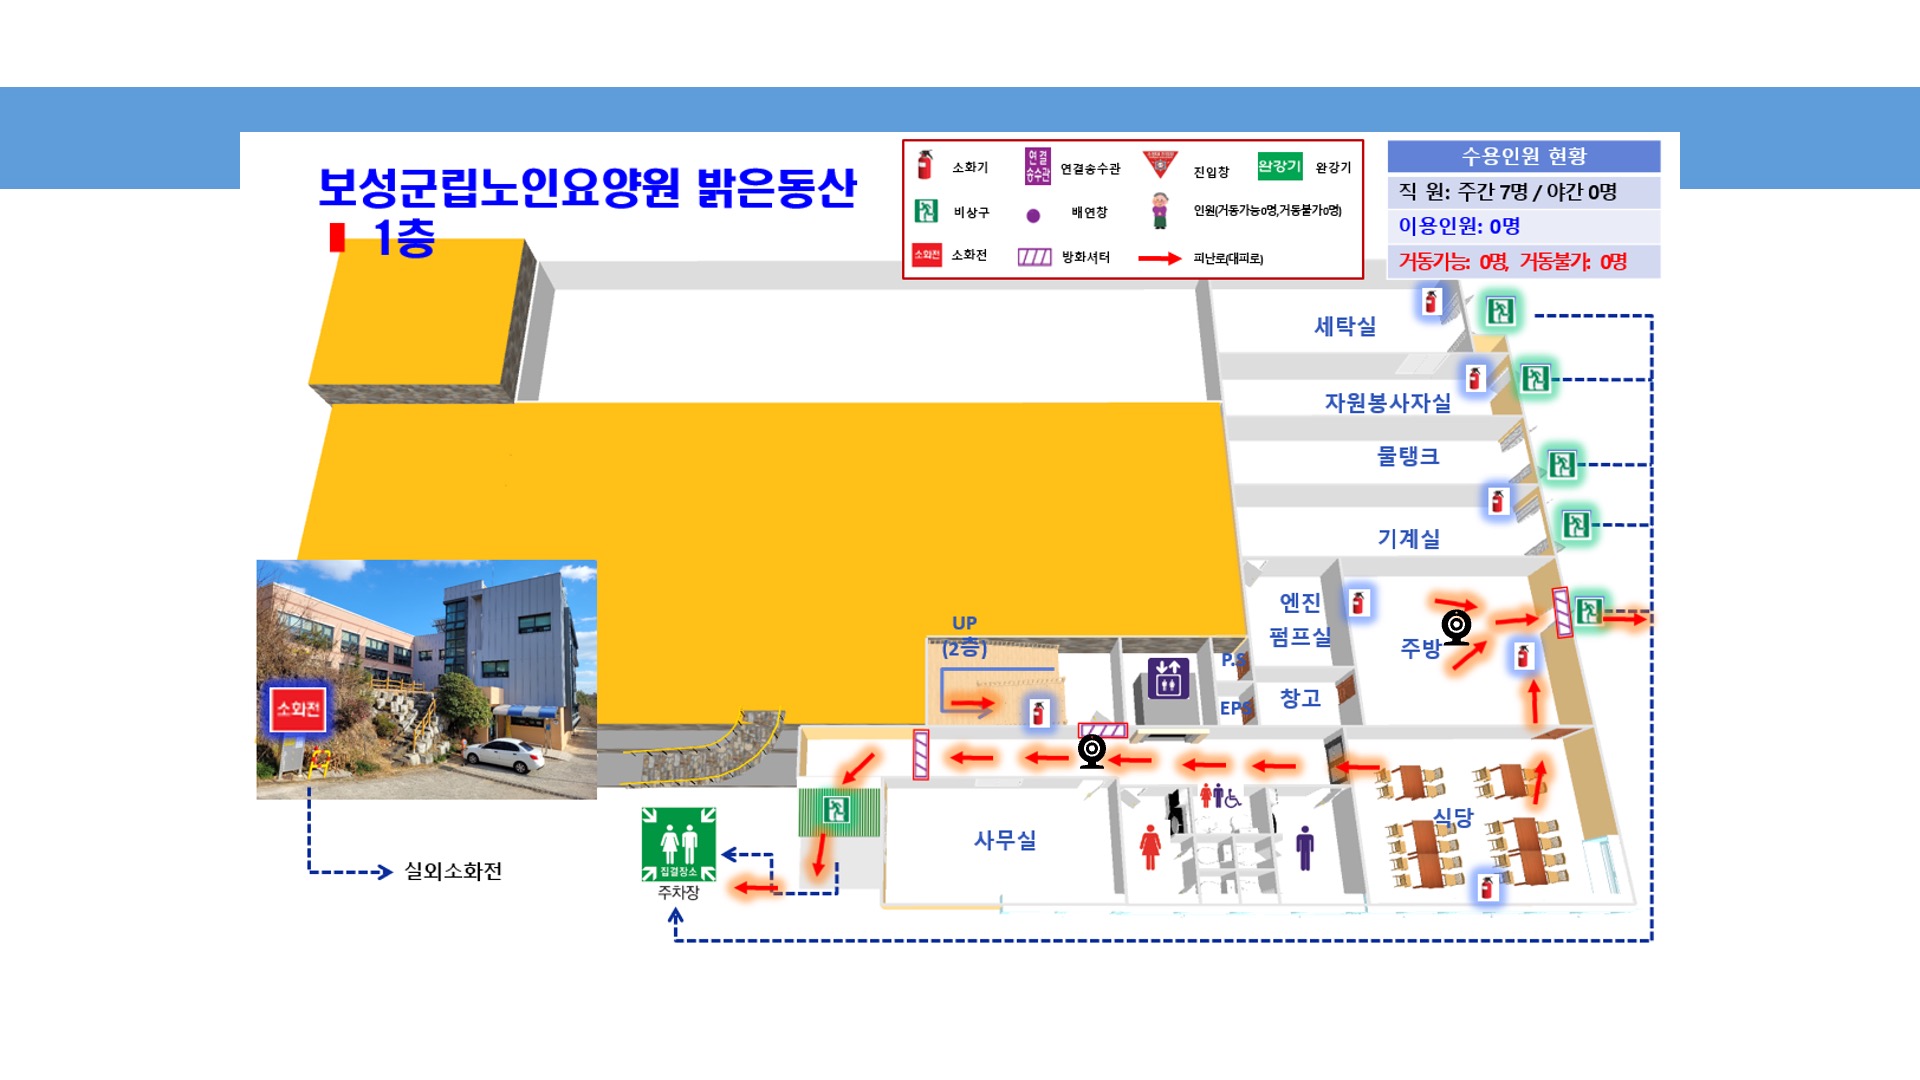 보성군립노인요양원 밝은동산
1층
소화기
연결
송수관
연결송수관
진입창
완강기
완강기
비상구
배연창
인원(거동가능0명,거동불가0명)
소화전
소화전
방화셔터
피난로(대피로)
수용인원 현황
직 원: 주간 7명 / 야간 0명
이용인원: 0명
거동가능: 0명, 거동불가: 0명
세탁실
자원봉사자실
물탱크
기계실
엔진
펌프실
주방
UP
(2층)
P.S
EPS
창고
소화전
식당
사무실
집결장소
주차장
실외소화전